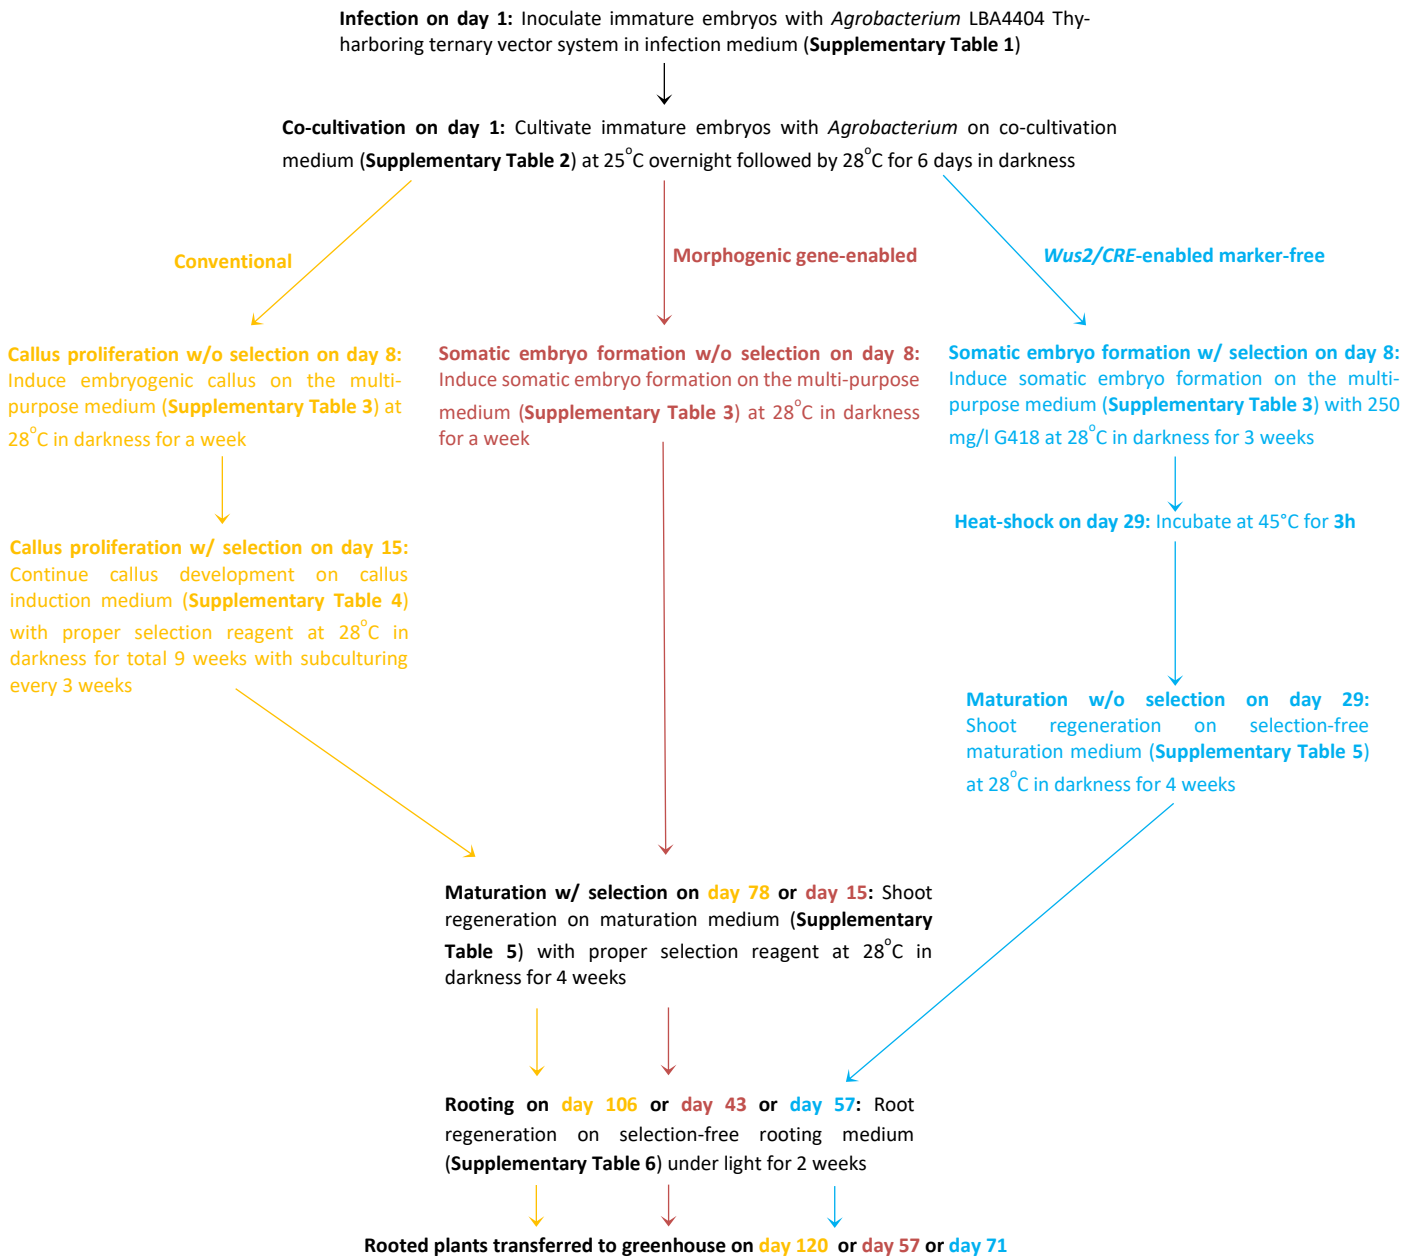 Infection on day 1: Inoculate immature embryos with Agrobacterium LBA4404 Thy-
harboring ternary vector system in infection medium (Supplementary Table 1)
Co-cultivation on day 1: Cultivate immature embryos with Agrobacterium on co-cultivation
medium (Supplementary Table 2) at 25°C overnight followed by 28°C for 6 days in darkness
Conventional
Morphogenic gene-enabled
Wus2/CRE-enabled marker-free
Callus proliferation w/o selection on day 8:
Induce embryogenic callus on the multi-
purpose medium (Supplementary Table 3) at
28°C in darkness for a week
Somatic embryo formation w/o selection on day 8:
Induce somatic embryo formation on the multi-purpose
medium (Supplementary Table 3) at 28°C in darkness
for a week
Somatic embryo formation w/ selection on day 8:
Induce somatic embryo formation on the multi-
purpose medium (Supplementary Table 3) with 250
mg/l G418 at 28°C in darkness for 3 weeks
Heat-shock on day 29: Incubate at 45°C for 3h
Callus proliferation w/ selection on day 15:
Continue callus development on callus
induction medium (Supplementary Table 4)
with proper selection reagent at 28°C in
darkness for total 9 weeks with subculturing
every 3 weeks
Maturation w/o selection on day 29:
Shoot regeneration on selection-free
maturation medium (Supplementary Table 5)
at 28°C in darkness for 4 weeks
Maturation w/ selection on day 78 or day 15: Shoot
regeneration on maturation medium (Supplementary
Table 5) with proper selection reagent at 28°C in
darkness for 4 weeks
Rooting on day 106 or day 43 or day 57: Root
regeneration on selection-free rooting medium
(Supplementary Table 6) under light for 2 weeks
Rooted plants transferred to greenhouse on day 120 or day 57 or day 71